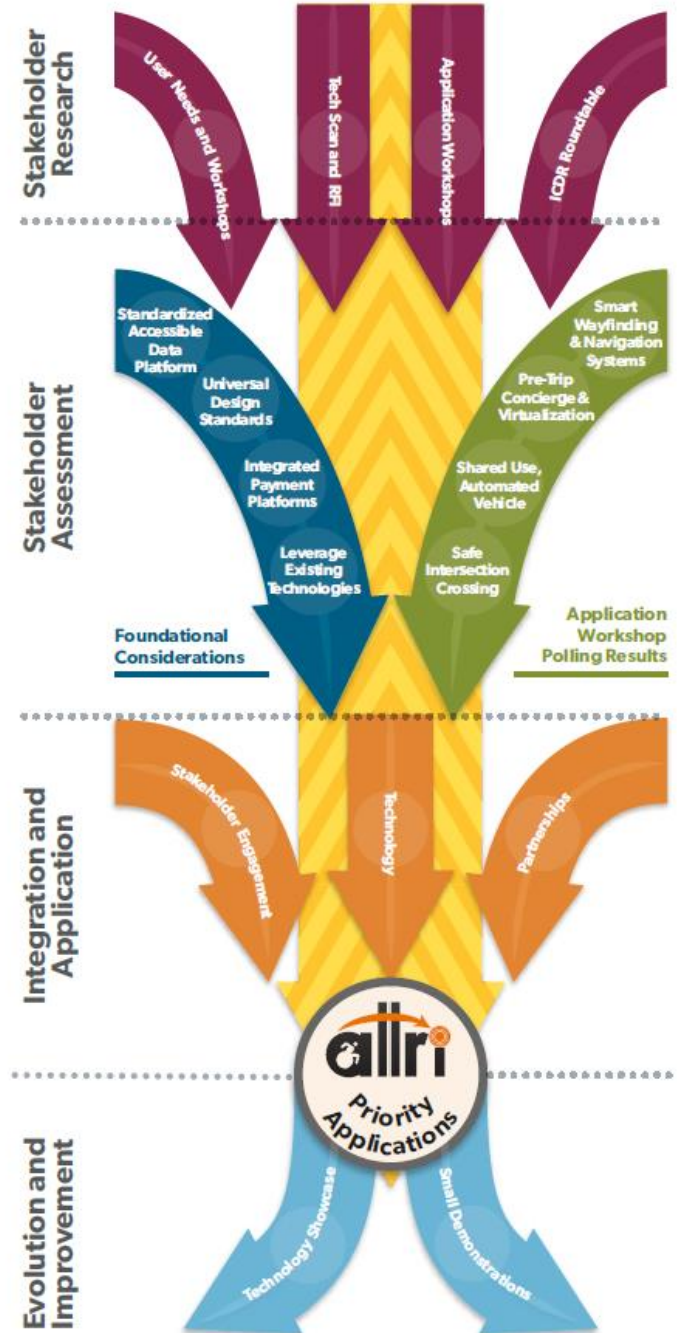 Stakeholder
Research
User Needs and Workshops
Tech Scan and RFI
Application Workshops
ICDR Roundtable
Stakeholder
Assessment
Standardized
Accessible
Data
Platform
Universal
Design
Standards
Integrated
Payment
Platforms
Leverage
Existing
Technologies
Foundational
Considerations
Smart
Wayfinding
& Navigation
Systems
Pre-Trip
Concierge &
Virtualization
Shared Use,
Automated
Vehicle
Safe
Intersection
Crossing
Application
Workshop
Polling Results
Integration and
Application
Stakeholder Engagement
Technology
Partnerships
allri
Priority
Applications
Evolution and
Improvement
Technology Showcase
Small Demonstrations